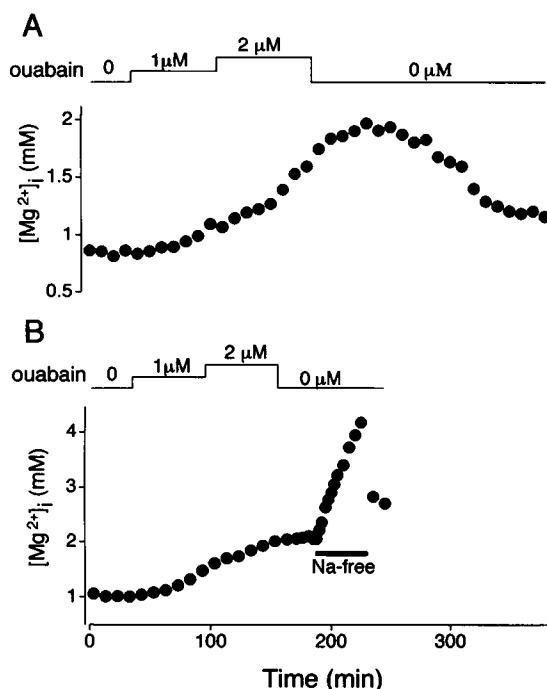 A
ouabain 0 1μM 2 μM 0 μM
[Mg2+]i (mM)
2
1.5
1
0.5
B
ouabain 0 1μM 2 μM 0 μM
[Mg2+]i (mM)
4
3
2
1
Na-free
0 100 200 300
Time (min)